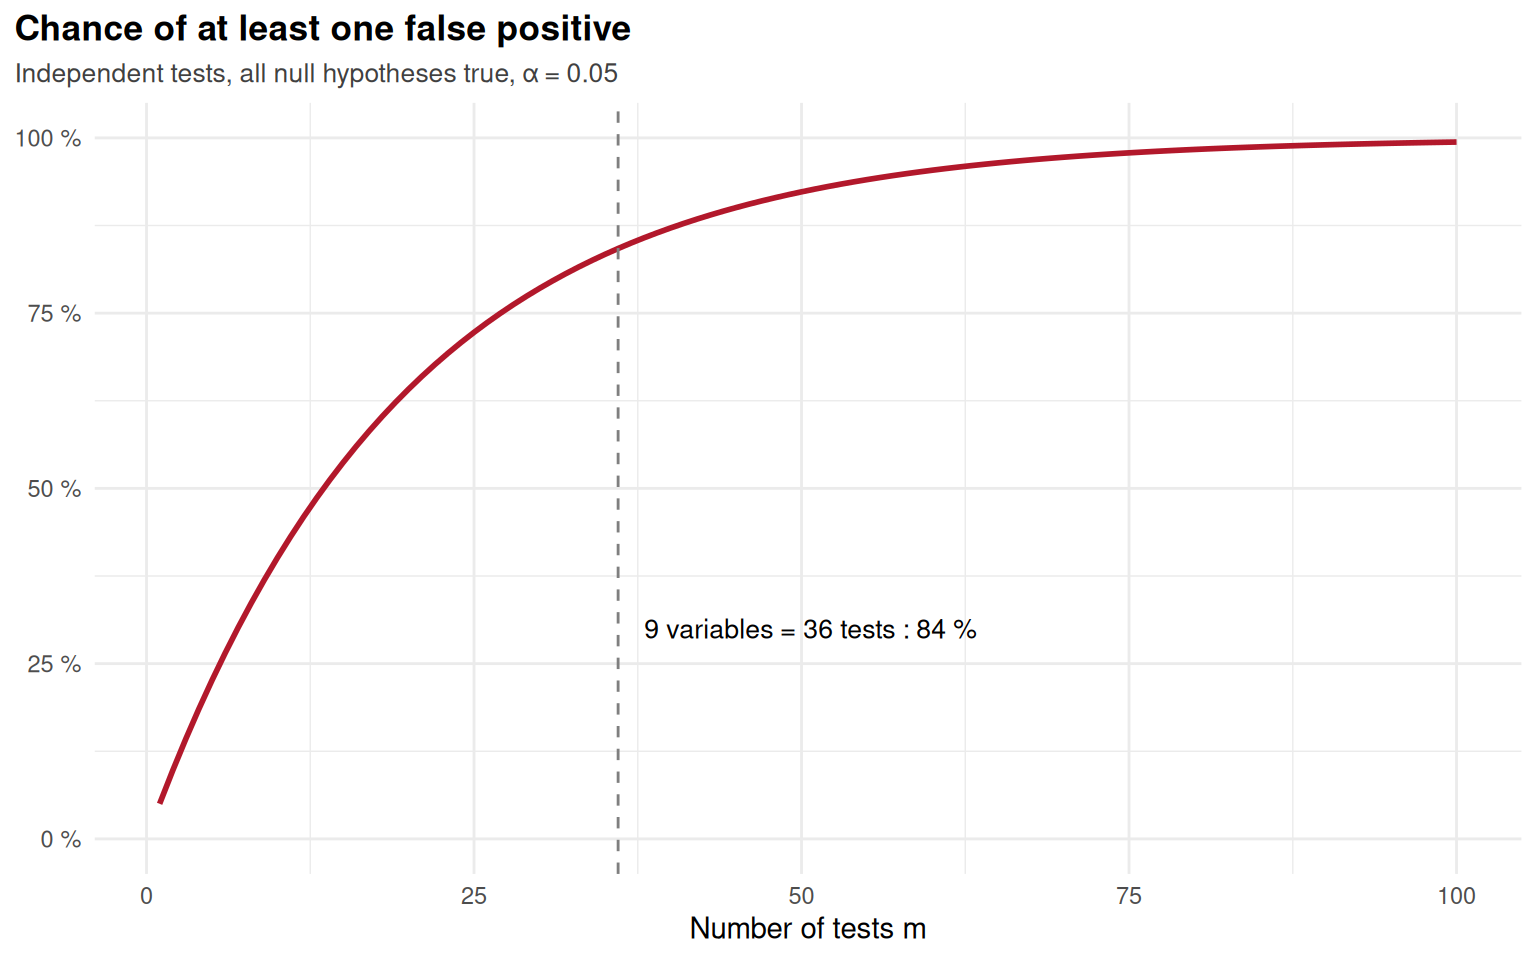 Chance of at least one false positive
Independent tests, all null hypotheses true, α = 0.05
100 %
75 %
50 %
9 variables = 36 tests : 84 %
25 %
0 %
0 25 50 75 100
Number of tests m